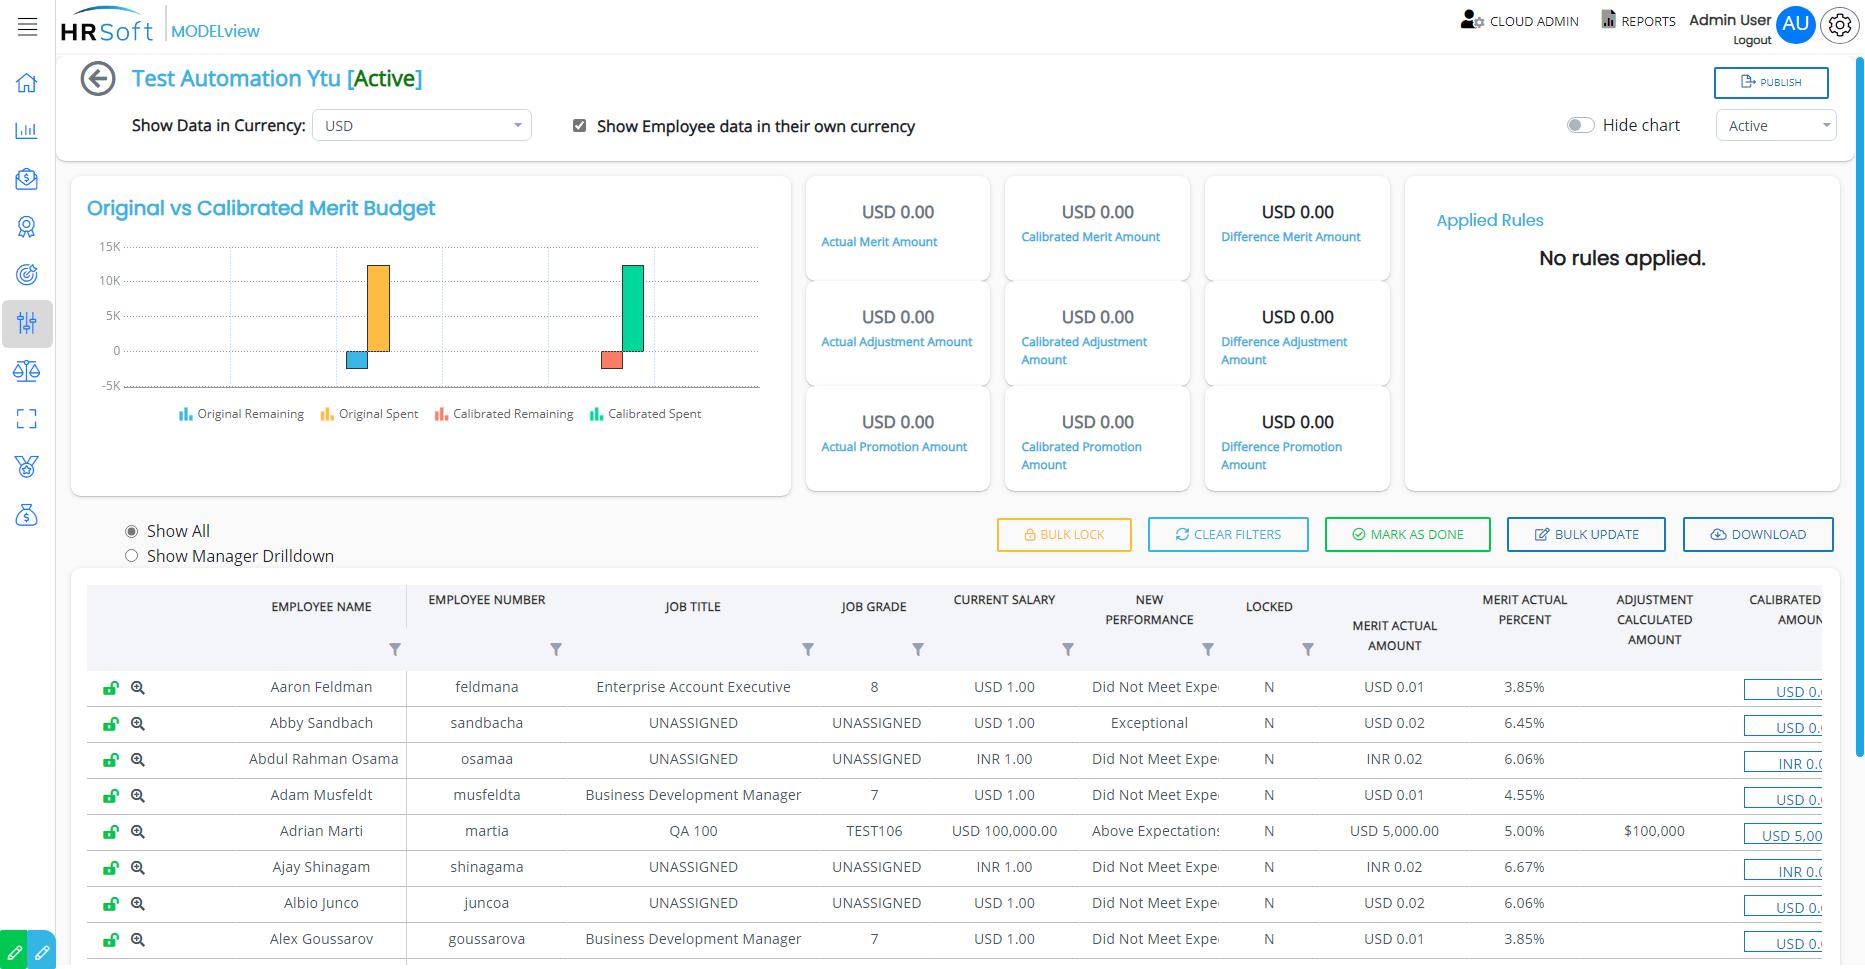 HRSoft MODELview
CLOUD ADMIN REPORTS Admin User AU
Logout
Test Automation Ytu [Active]
PUBLISH
Show Data in Currency: USD Show Employee data in their own currency Hide chart Active
Original vs Calibrated Merit Budget
15K
10K
5K
0
-5K
Original Remaining Original Spent Calibrated Remaining Calibrated Spent
USD 0.00
Actual Merit Amount
USD 0.00
Calibrated Merit Amount
USD 0.00
Difference Merit Amount
USD 0.00
Actual Adjustment Amount
USD 0.00
Calibrated Adjustment
Amount
USD 0.00
Difference Adjustment
Amount
USD 0.00
Actual Promotion Amount
USD 0.00
Calibrated Promotion
Amount
USD 0.00
Difference Promotion
Amount
Applied Rules
No rules applied.
Show All
Show Manager Drilldown
BULK LOCK CLEAR FILTERS MARK AS DONE BULK UPDATE DOWNLOAD
EMPLOYEE NAME
EMPLOYEE NUMBER
JOB TITLE
JOB GRADE
CURRENT SALARY
NEW
PERFORMANCE
LOCKED
MERIT ACTUAL
AMOUNT
MERIT ACTUAL
PERCENT
ADJUSTMENT
CALCULATED
AMOUNT
CALIBRATED
AMOUN
Aaron Feldman feldmana Enterprise Account Executive 8 USD 1.00 Did Not Meet Expe N USD 0.01 3.85% USD 0.
Abby Sandbach sandbacha UNASSIGNED UNASSIGNED USD 1.00 Exceptional N USD 0.02 6.45% USD 0.
Abdul Rahman Osama osamaa UNASSIGNED UNASSIGNED INR 1.00 Did Not Meet Expe N INR 0.02 6.06% INR 0.0
Adam Musfeldt musfeldta Business Development Manager 7 USD 1.00 Did Not Meet Expe N USD 0.01 4.55% USD 0.
Adrian Marti martia QA 100 TEST106 USD 100,000.00 Above Expectations N USD 5,000.00 5.00% $100,000 USD 5,00
Ajay Shinagam shinagama UNASSIGNED UNASSIGNED INR 1.00 Did Not Meet Expe N INR 0.02 6.67% INR 0.0
Albio Junco juncoa UNASSIGNED UNASSIGNED USD 1.00 Did Not Meet Expe N USD 0.02 6.06% USD 0.
Alex Goussarov goussarova Business Development Manager 7 USD 1.00 Did Not Meet Expe N USD 0.01 3.85% USD 0.